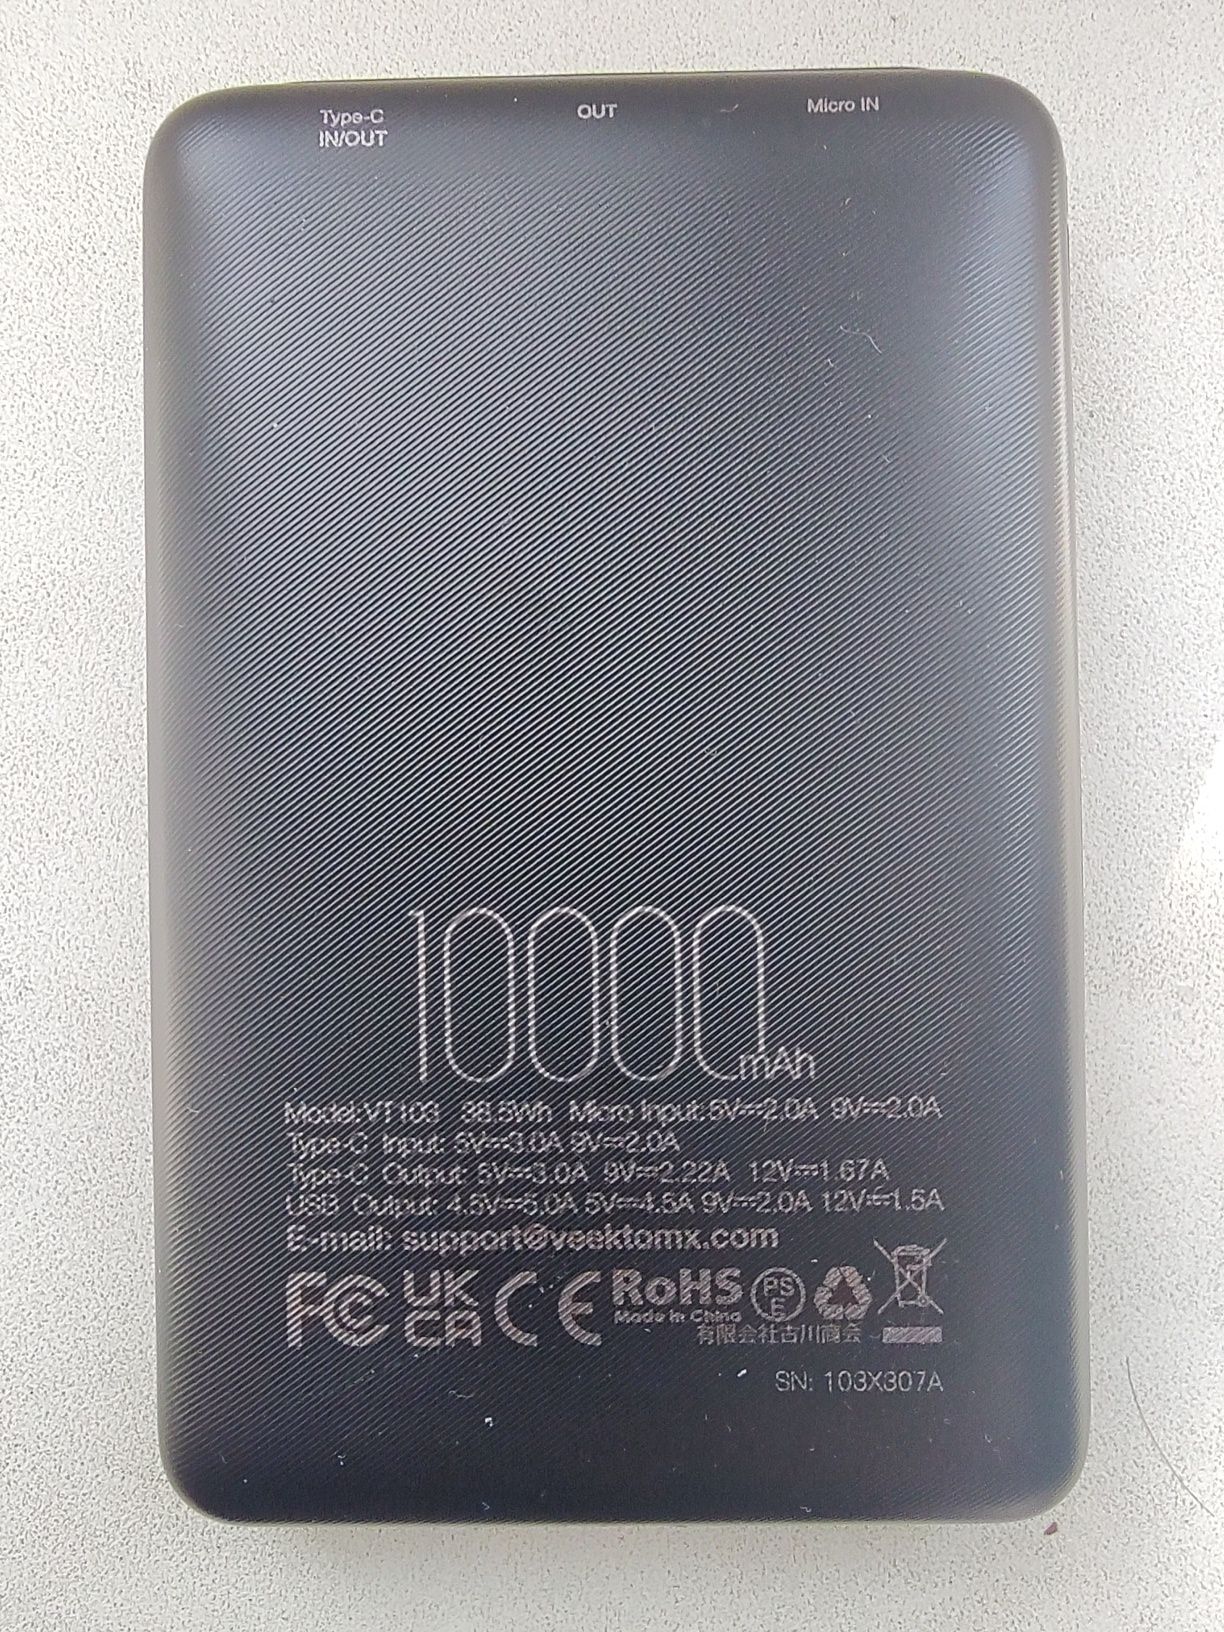 Type-C
IN/OUT
OUT
Micro IN
10000mAh
Model:VT103 38.5Wh Micro Input:5V⎓2.0A 9V⎓2.0A
Type-C Input: 5V⎓3.0A 9V⎓2.0A
Type-C Output: 5V⎓3.0A 9V⎓2.22A 12V⎓1.67A
USB Output: 4.5V⎓5.0A 5V⎓4.5A 9V⎓2.0A 12V⎓1.5A
E-mail: support@veektomx.com
FC UK CA CE RoHS PS E
Made in China
有限会社古川商会
SN: 103X307A